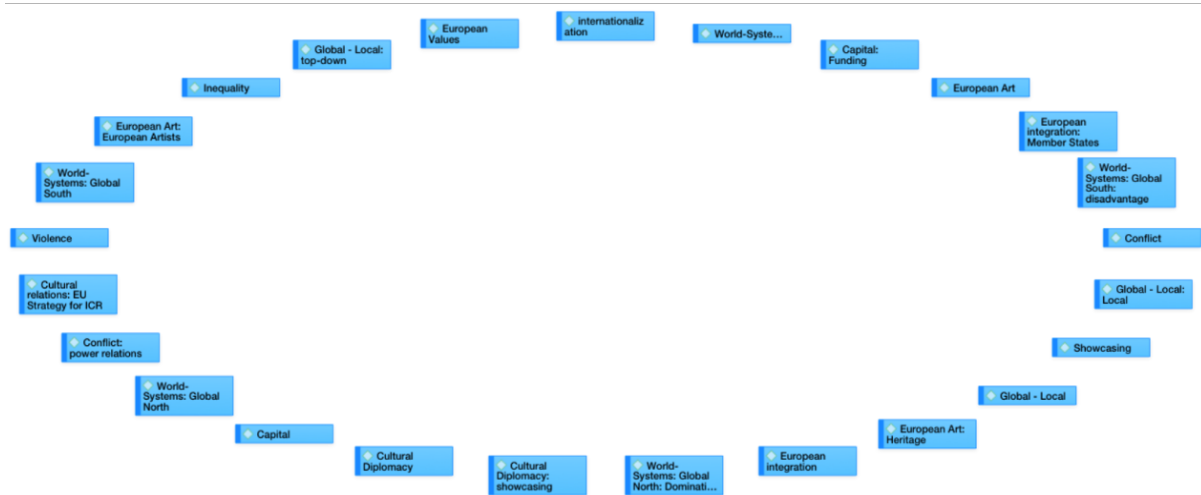 internationaliz
ation
European
Values
World-Syste...
Global - Local:
top-down
Capital:
Funding
Inequality
European Art
European Art:
European Artists
European
integration:
Member States
World-
Systems: Global
South
World-
Systems: Global
South:
disadvantage
Violence
Conflict
Cultural
relations: EU
Strategy for ICR
Global - Local:
Local
Conflict:
power relations
Showcasing
World-
Systems: Global
North
Global - Local
Capital
European Art:
Heritage
Cultural
Diplomacy
Cultural
Diplomacy:
showcasing
World-
Systems: Global
North: Dominati...
European
integration